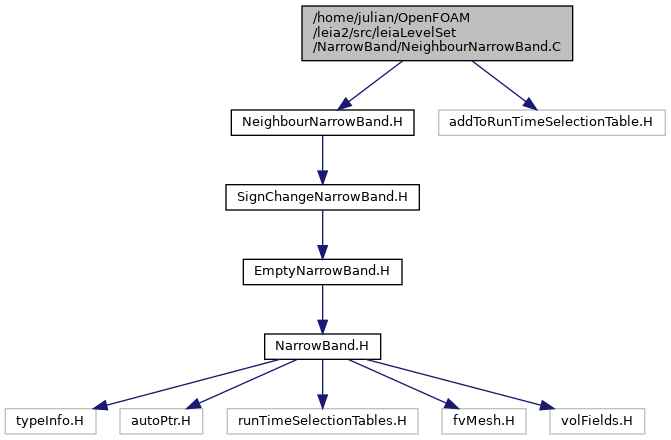 /home/julian/OpenFOAM
/leia2/src/leiaLevelSet
/NarrowBand/NeighbourNarrowBand.C
NeighbourNarrowBand.H
addToRunTimeSelectionTable.H
SignChangeNarrowBand.H
EmptyNarrowBand.H
NarrowBand.H
typeInfo.H
autoPtr.H
runTimeSelectionTables.H
fvMesh.H
volFields.H